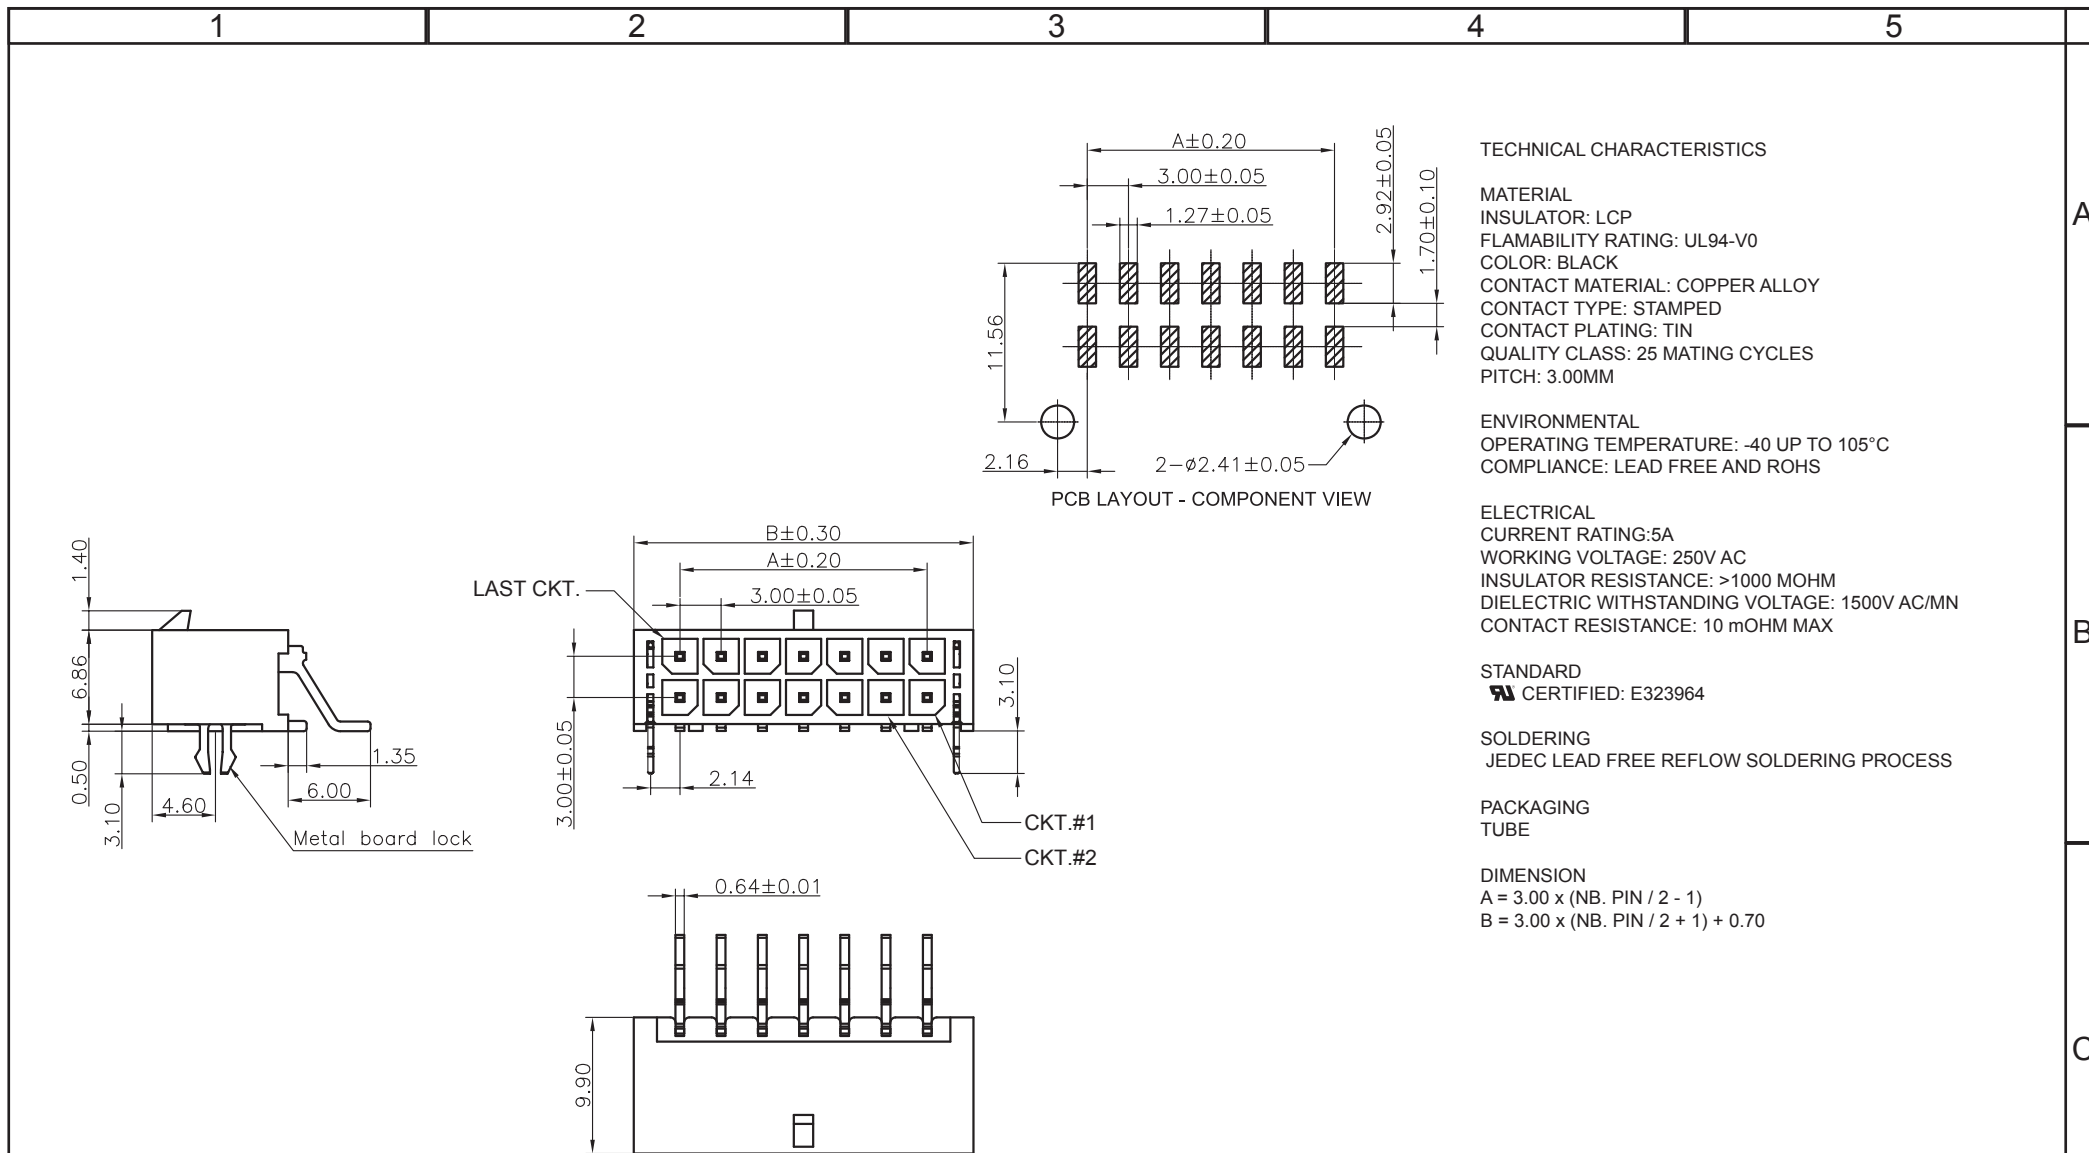 1 2 3 4 5
A
B
C
A±0.20
3.00±0.05
1.27±0.05
2.92±0.05
1.70±0.10
11.56
2.16
2-ø2.41±0.05
PCB LAYOUT - COMPONENT VIEW
1.40
6.86
0.50
3.10
4.60
1.35
6.00
Metal board lock
B±0.30
A±0.20
3.00±0.05
LAST CKT.
3.00±0.05
2.14
3.10
CKT.#1
CKT.#2
0.64±0.01
9.90
TECHNICAL CHARACTERISTICS
MATERIAL
INSULATOR: LCP
FLAMABILITY RATING: UL94-V0
COLOR: BLACK
CONTACT MATERIAL: COPPER ALLOY
CONTACT TYPE: STAMPED
CONTACT PLATING: TIN
QUALITY CLASS: 25 MATING CYCLES
PITCH: 3.00MM
ENVIRONMENTAL
OPERATING TEMPERATURE: -40 UP TO 105°C
COMPLIANCE: LEAD FREE AND ROHS
ELECTRICAL
CURRENT RATING:5A
WORKING VOLTAGE: 250V AC
INSULATOR RESISTANCE: >1000 MOHM
DIELECTRIC WITHSTANDING VOLTAGE: 1500V AC/MN
CONTACT RESISTANCE: 10 mOHM MAX
STANDARD
CERTIFIED: E323964
SOLDERING
JEDEC LEAD FREE REFLOW SOLDERING PROCESS
PACKAGING
TUBE
DIMENSION
A = 3.00 x (NB. PIN / 2 - 1)
B = 3.00 x (NB. PIN / 2 + 1) + 0.70